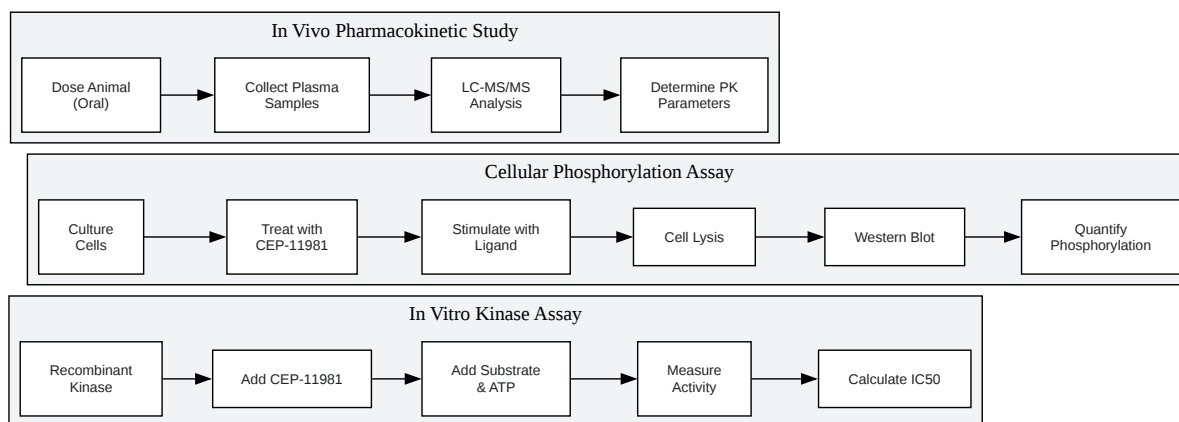 In Vivo Pharmacokinetic Study
Dose Animal
(Oral)
Collect Plasma
Samples
LC-MS/MS
Analysis
Determine PK
Parameters
Cellular Phosphorylation Assay
Culture
Cells
Treat with
CEP-11981
Stimulate with
Ligand
Cell Lysis
Western Blot
Quantify
Phosphorylation
In Vitro Kinase Assay
Recombinant
Kinase
Add CEP-11981
Add Substrate
& ATP
Measure
Activity
Calculate IC50